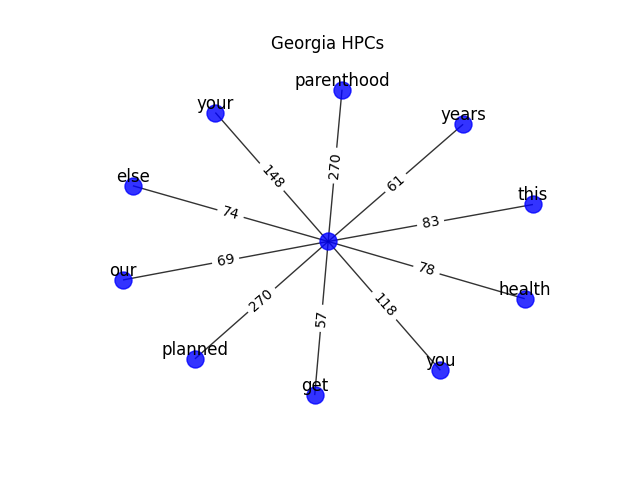 Georgia HPCs
parenthood
your
years
else
this
148
270
61
74
83
our
69
78
health
270
118
57
planned
you
get